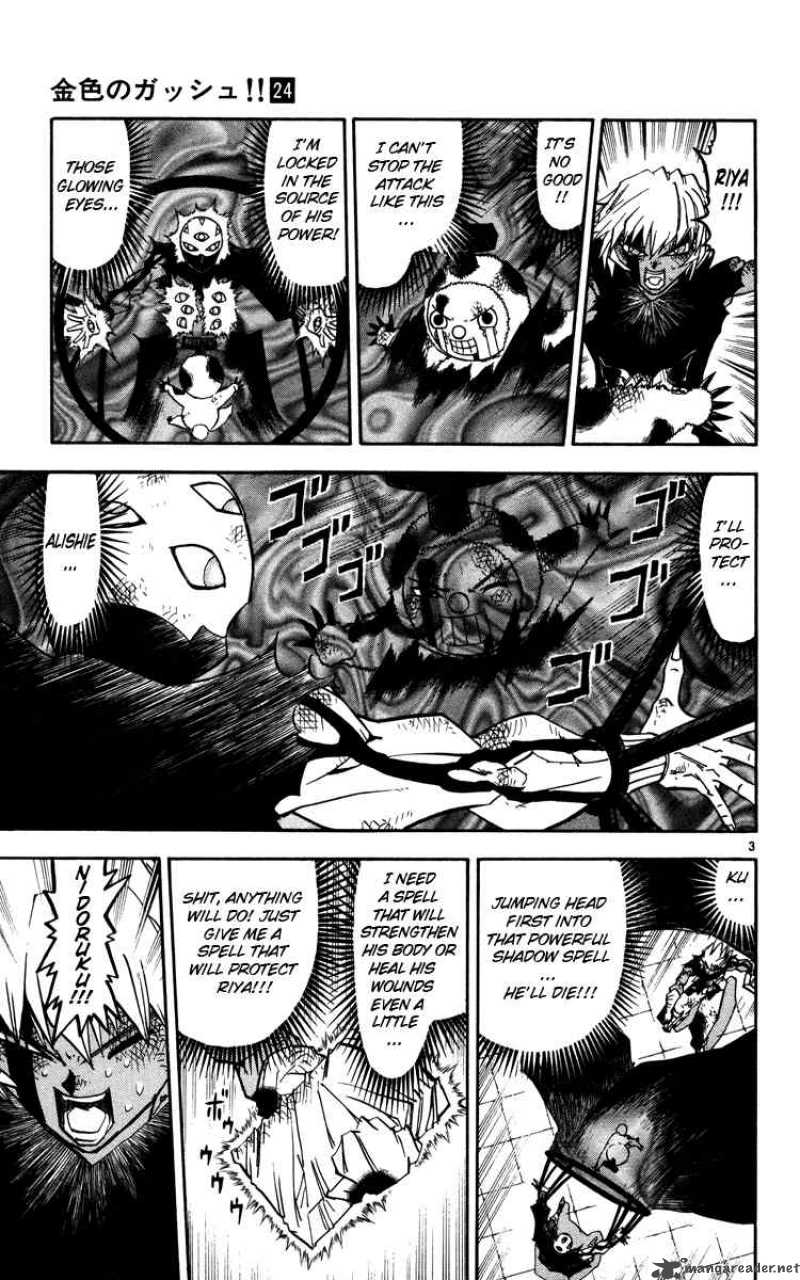 金色のガッシュ!! 24
RIYA
!!!
IT'S
NO
GOOD
!!
I CAN'T
STOP THE
ATTACK
LIKE THIS
...
I'M
LOCKED
IN THE
SOURCE
OF HIS
POWER!
THOSE
GLOWING
EYES...
I'LL
PRO-
TECT
...
ゴゴ
ゴゴゴ
ALISHIE
...
3
KU
...
JUMPING HEAD
FIRST INTO
THAT POWERFUL
SHADOW SPELL
...
HE'LL DIE!!!
I NEED
A SPELL
THAT WILL
STRENGTHEN
HIS BODY OR
HEAL HIS
WOUNDS
EVEN A
LITTLE
...
SHIT, ANYTHING
WILL DO! JUST
GIVE ME A
SPELL THAT
WILL PROTECT
RIYA!!!
ボウゥ
NIDORUKU!!!
mangareader.net